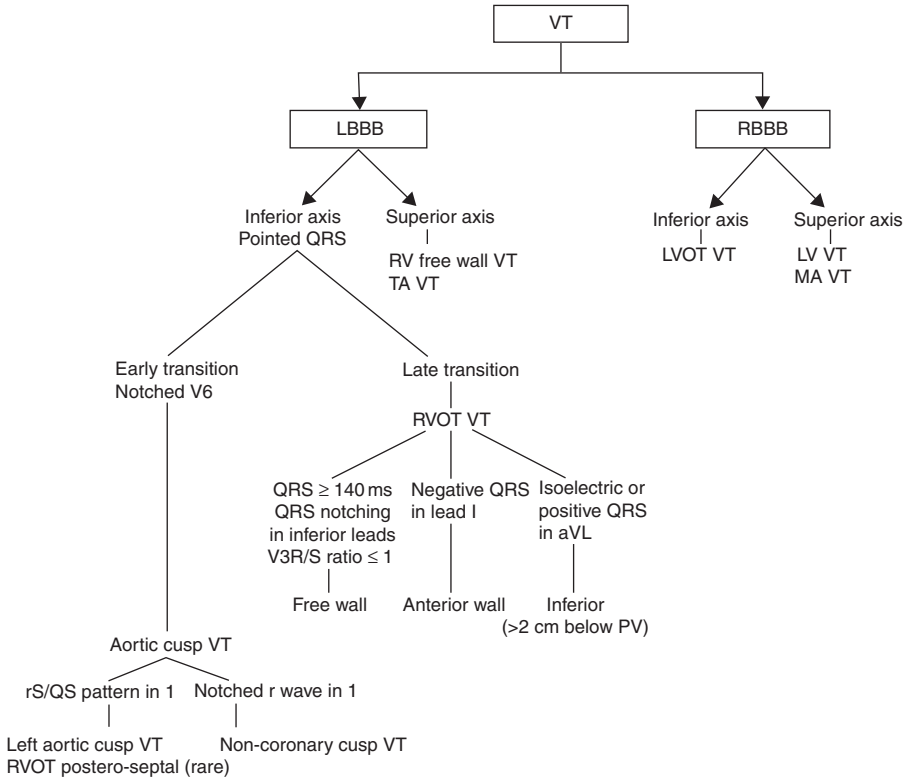 VT
LBBB
RBBB
Inferior axis
Pointed QRS
Superior axis
RV free wall VT
TA VT
Inferior axis
LVOT VT
Superior axis
LV VT
MA VT
Early transition
Notched V6
Late transition
RVOT VT
QRS ≥ 140 ms
QRS notching
in inferior leads
V3R/S ratio ≤ 1
Free wall
Negative QRS
in lead I
Anterior wall
Isoelectric or
positive QRS
in aVL
Inferior
(>2 cm below PV)
Aortic cusp VT
rS/QS pattern in 1
Notched r wave in 1
Left aortic cusp VT
RVOT postero-septal (rare)
Non-coronary cusp VT